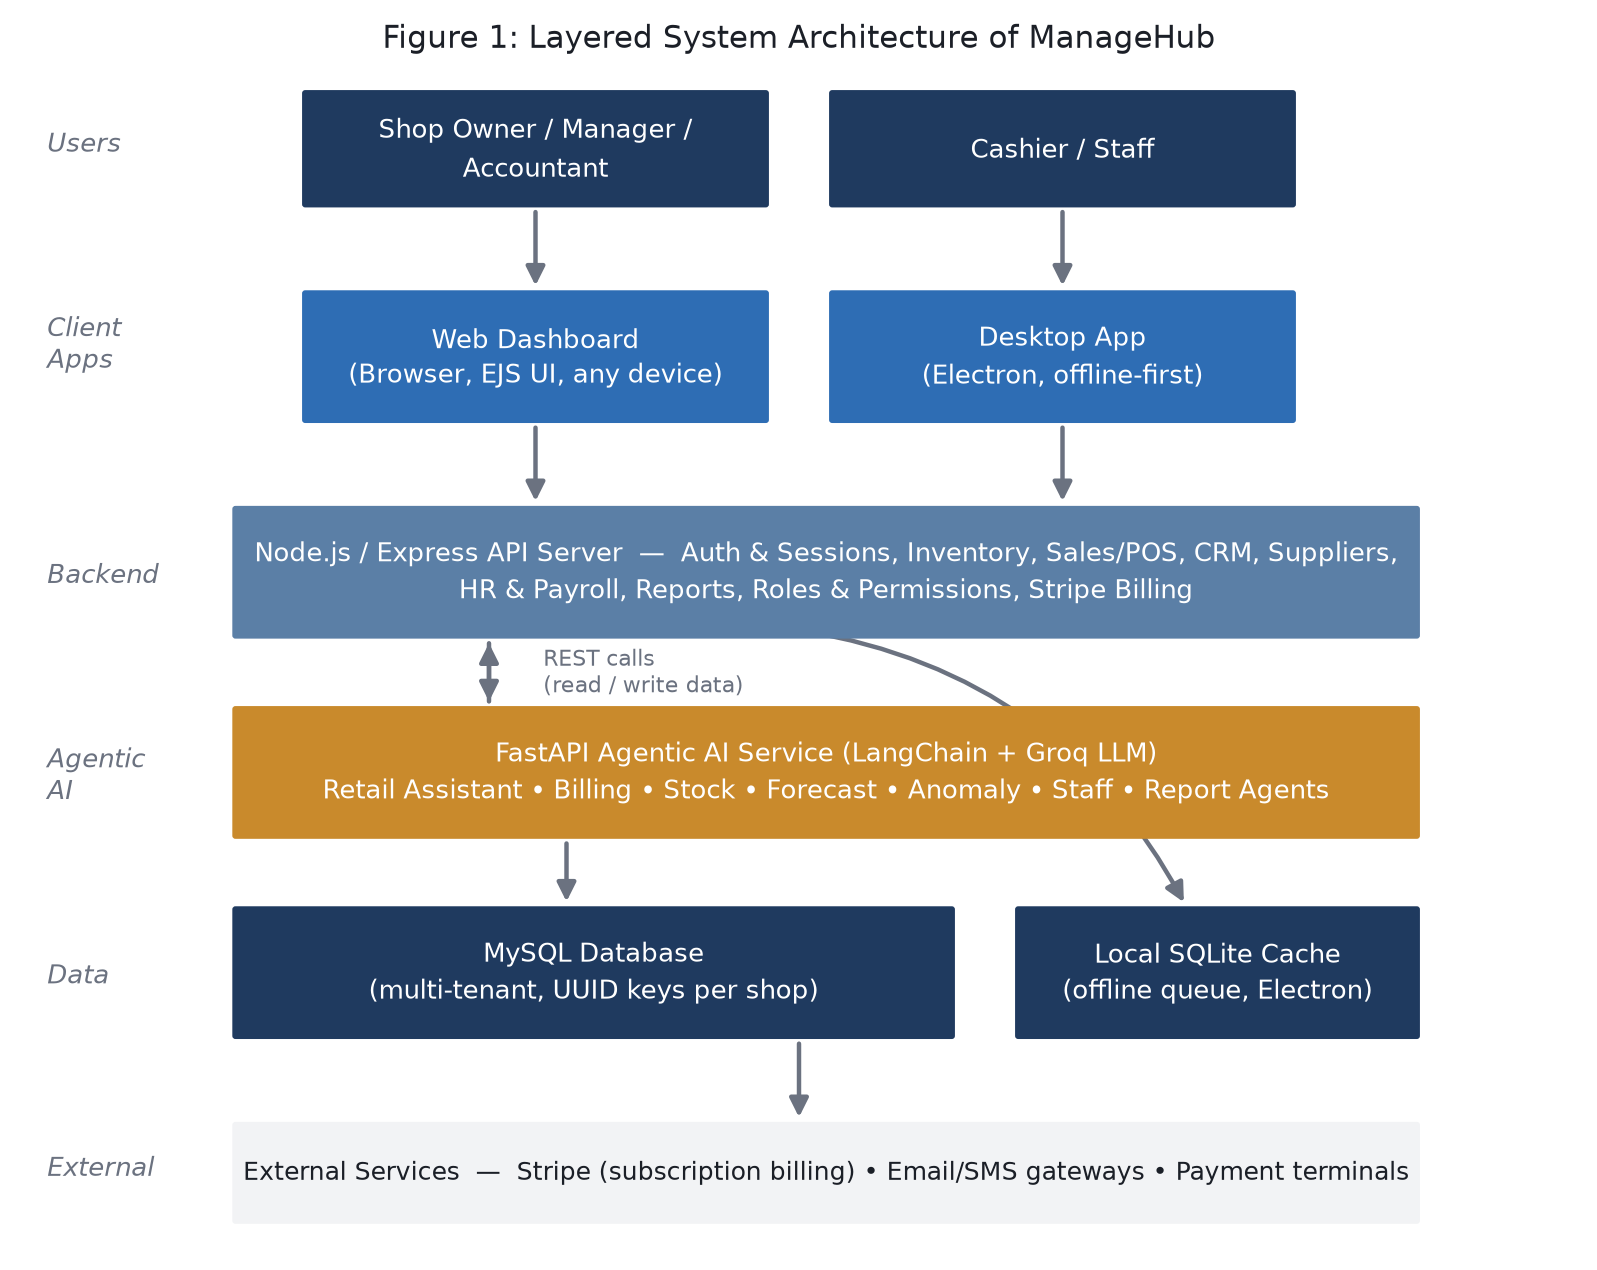 Figure 1: Layered System Architecture of ManageHub
Users
Shop Owner / Manager /
Accountant
Cashier / Staff
Client
Apps
Web Dashboard
(Browser, EJS UI, any device)
Desktop App
(Electron, offline-first)
Backend
Node.js / Express API Server — Auth & Sessions, Inventory, Sales/POS, CRM, Suppliers,
HR & Payroll, Reports, Roles & Permissions, Stripe Billing
REST calls
(read / write data)
Agentic
AI
FastAPI Agentic AI Service (LangChain + Groq LLM)
Retail Assistant • Billing • Stock • Forecast • Anomaly • Staff • Report Agents
Data
MySQL Database
(multi-tenant, UUID keys per shop)
Local SQLite Cache
(offline queue, Electron)
External
External Services — Stripe (subscription billing) • Email/SMS gateways • Payment terminals